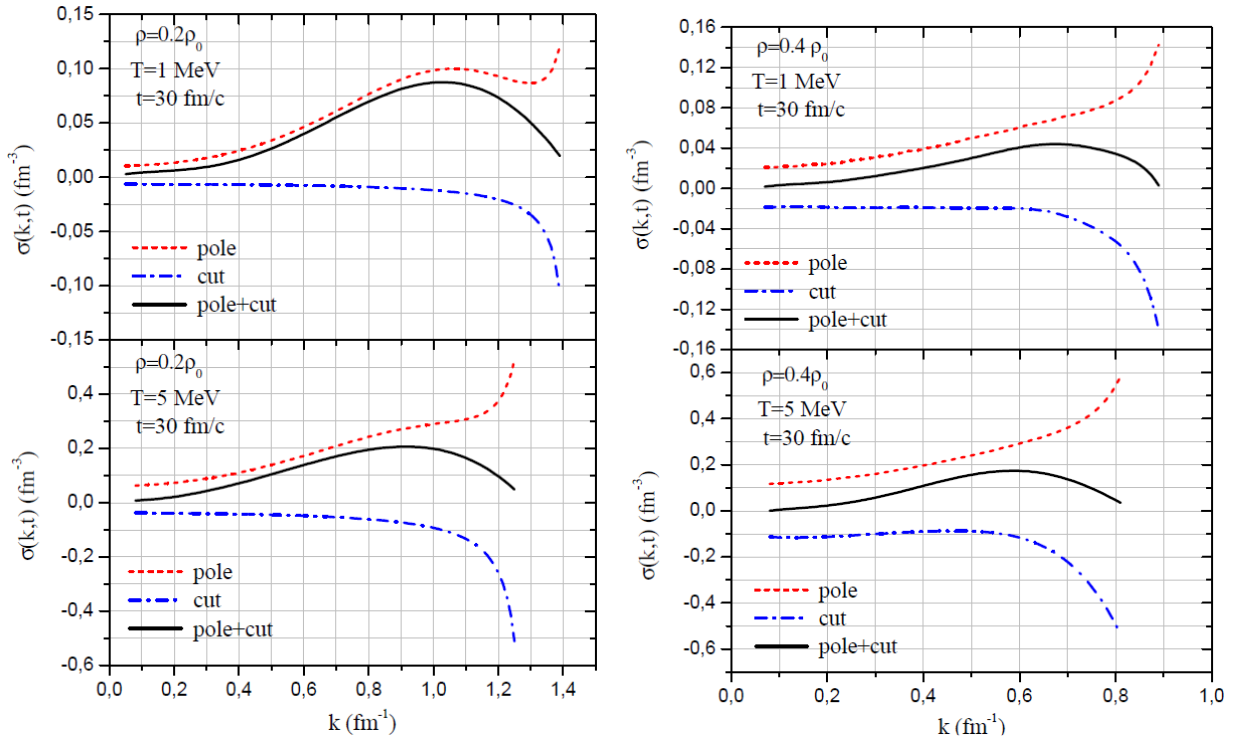 0,15
0,10
0,05
0,00
-0,05
-0,10
-0,15
σ(k,t) (fm⁻³)
ρ=0.2ρ₀
T=1 MeV
t=30 fm/c
pole
cut
pole+cut
0,4
0,2
0,0
-0,2
-0,4
-0,6
σ(k,t) (fm⁻³)
ρ=0.2ρ₀
T=5 MeV
t=30 fm/c
pole
cut
pole+cut
0,0 0,2 0,4 0,6 0,8 1,0 1,2 1,4
k (fm⁻¹)
0,16
0,12
0,08
0,04
0,00
-0,04
-0,08
-0,12
-0,16
σ(k,t) (fm⁻³)
ρ=0.4 ρ₀
T=1 MeV
t=30 fm/c
pole
cut
pole+cut
0,6
0,4
0,2
0,0
-0,2
-0,4
-0,6
σ(k,t) (fm⁻³)
ρ=0.4ρ₀
T=5 MeV
t=30 fm/c
pole
cut
pole+cut
0,0 0,2 0,4 0,6 0,8 1,0
k (fm⁻¹)